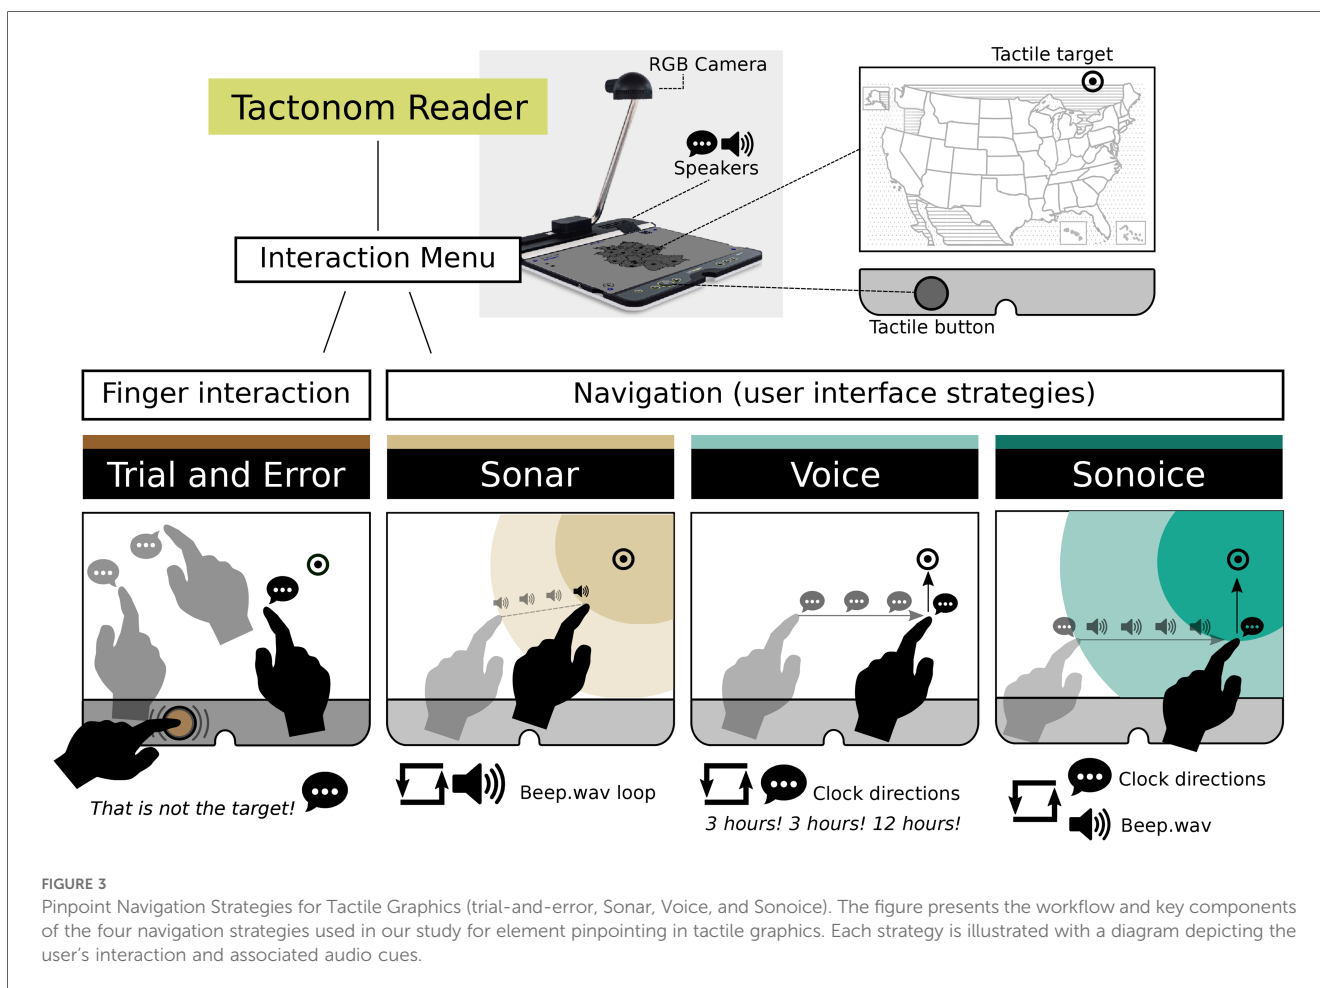 Tactonom Reader
RGB Camera
Speakers
Tactile target
Tactile button
Interaction Menu
Finger interaction
Navigation (user interface strategies)
Trial and Error
Sonar
Voice
Sonoice
That is not the target!
Beep.wav loop
Clock directions
3 hours! 3 hours! 12 hours!
Clock directions
Beep.wav
FIGURE 3
Pinpoint Navigation Strategies for Tactile Graphics (trial-and-error, Sonar, Voice, and Sonoice). The figure presents the workflow and key components
of the four navigation strategies used in our study for element pinpointing in tactile graphics. Each strategy is illustrated with a diagram depicting the
user's interaction and associated audio cues.